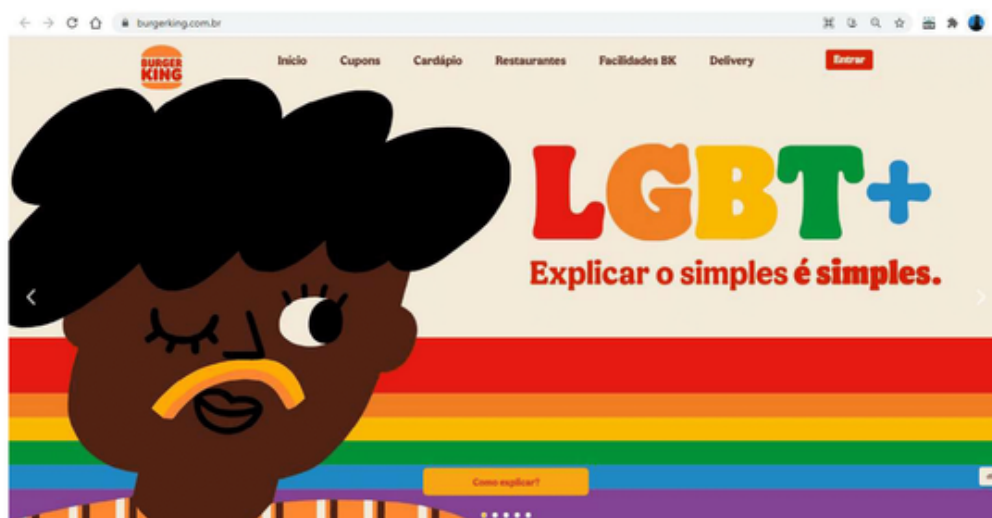 burgerking.com.br
BURGER
KING
Início Cupons Cardápio Restaurantes Facilidades BK Delivery Entrar
LGBT+
Explicar o simples é simples.
Como explicar?